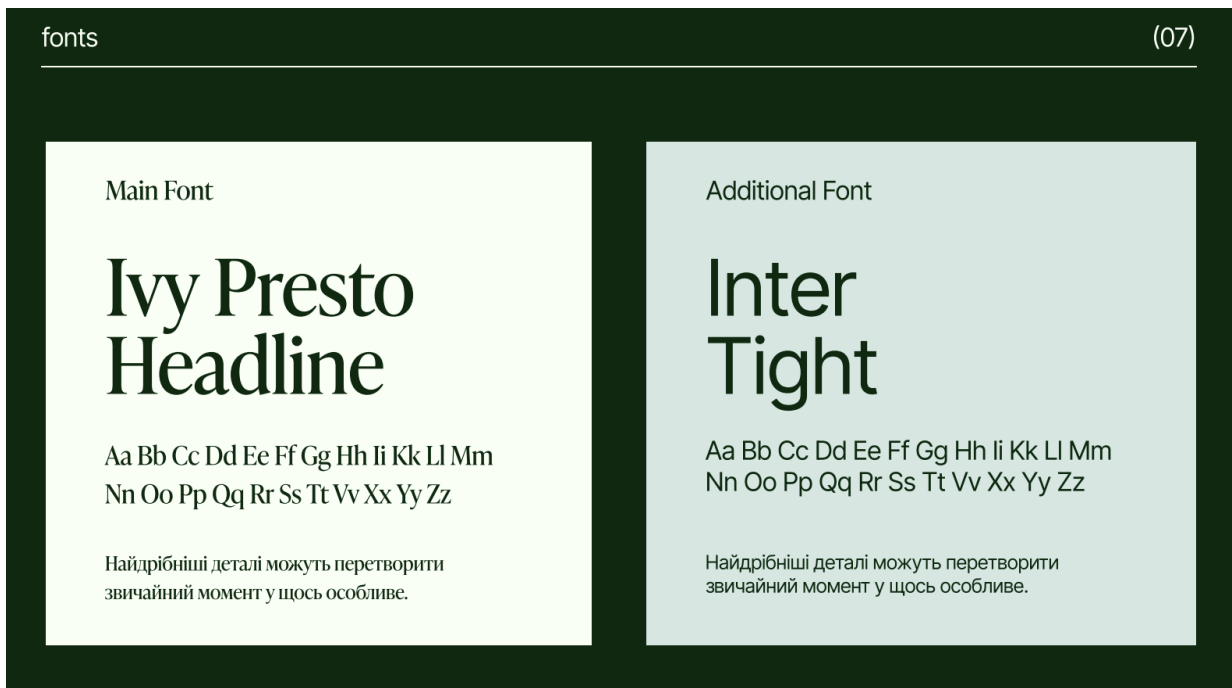 fonts
(07)
Main Font
Ivy Presto
Headline
Aa Bb Cc Dd Ee Ff Gg Hh Ii Kk Ll Mm
Nn Oo Pp Qq Rr Ss Tt Vv Xx Yy Zz
Найдрібніші деталі можуть перетворити
звичайний момент у щось особливе.
Additional Font
Inter
Tight
Aa Bb Cc Dd Ee Ff Gg Hh Ii Kk Ll Mm
Nn Oo Pp Qq Rr Ss Tt Vv Xx Yy Zz
Найдрібніші деталі можуть перетворити
звичайний момент у щось особливе.